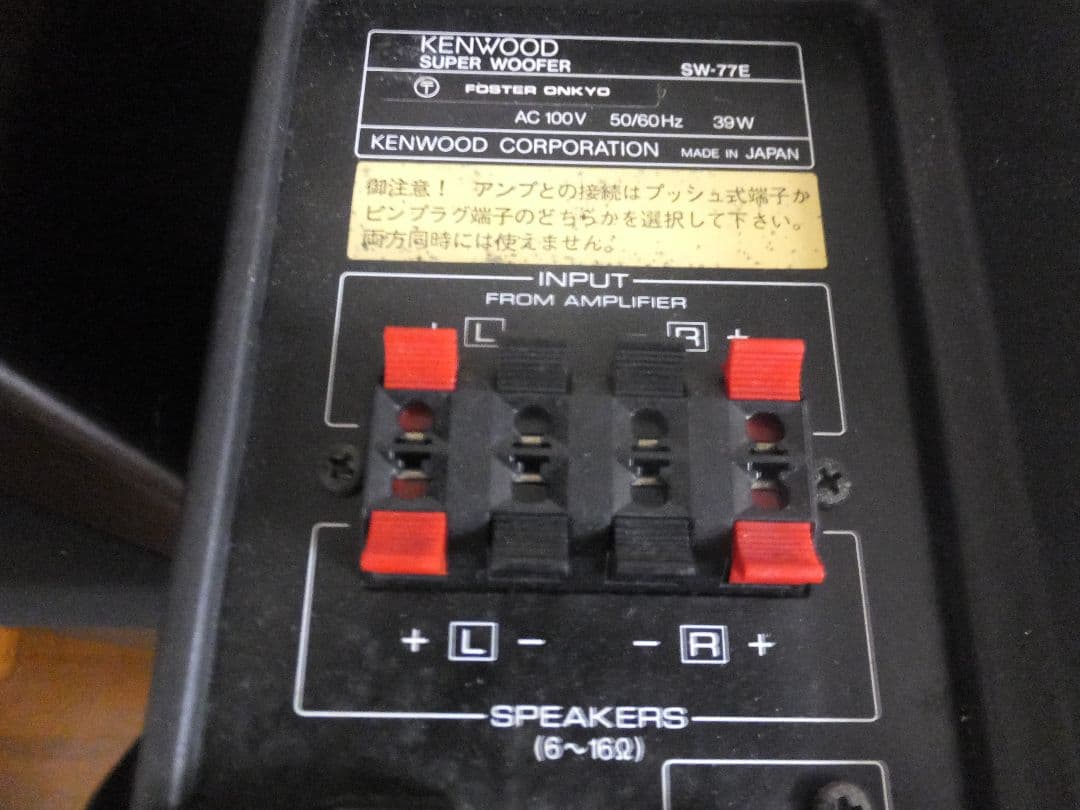 KENWOOD
SUPER WOOFER SW-77E
T FOSTER ONKYO
AC 100V 50/60Hz 39W
KENWOOD CORPORATION MADE IN JAPAN
御注意! アンプとの接続はプッシュ式端子か
ピンプラグ端子のどちらかを選択して下さい。
両方同時には使えません。
INPUT
FROM AMPLIFIER
+ L - - R +
+ L - - R +
SPEAKERS
(6~16Ω)